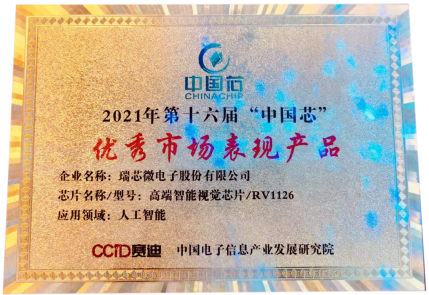 中国芯
CHINACHIP
2021年第十六届“中国芯”
优秀市场表现产品
企业名称：瑞芯微电子股份有限公司
芯片名称/型号：高端智能视觉芯片/RV1126
应用领域：人工智能
CCID赛迪 中国电子信息产业发展研究院